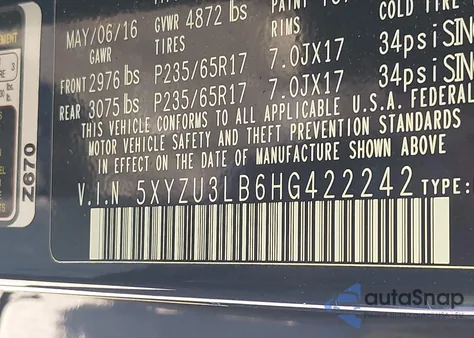 GVWR 4872 lbs
MAY/06/16
GAWR TIRES RIMS COLD TIRE
FRONT 2976 lbs P235/65R17 7.0JX17 34psi
REAR 3075 lbs P235/65R17 7.0JX17 34psi
THIS VEHICLE CONFORMS TO ALL APPLICABLE U.S.A. FEDERAL
MOTOR VEHICLE SAFETY AND THEFT PREVENTION STANDARDS
IN EFFECT ON THE DATE OF MANUFACTURE SHOWN ABOVE
V.I.N 5XYZU3LB6HG422242 TYPE:
Z670
autoSnap